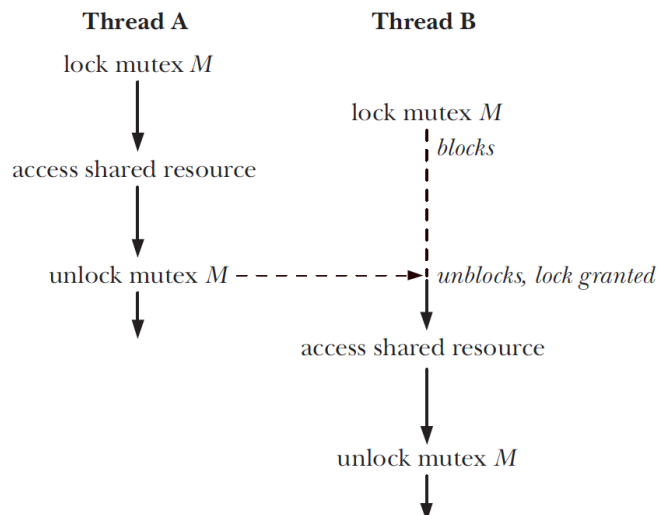 Thread A
Thread B
lock mutex M
lock mutex M
blocks
access shared resource
unlock mutex M
unblocks, lock granted
access shared resource
unlock mutex M